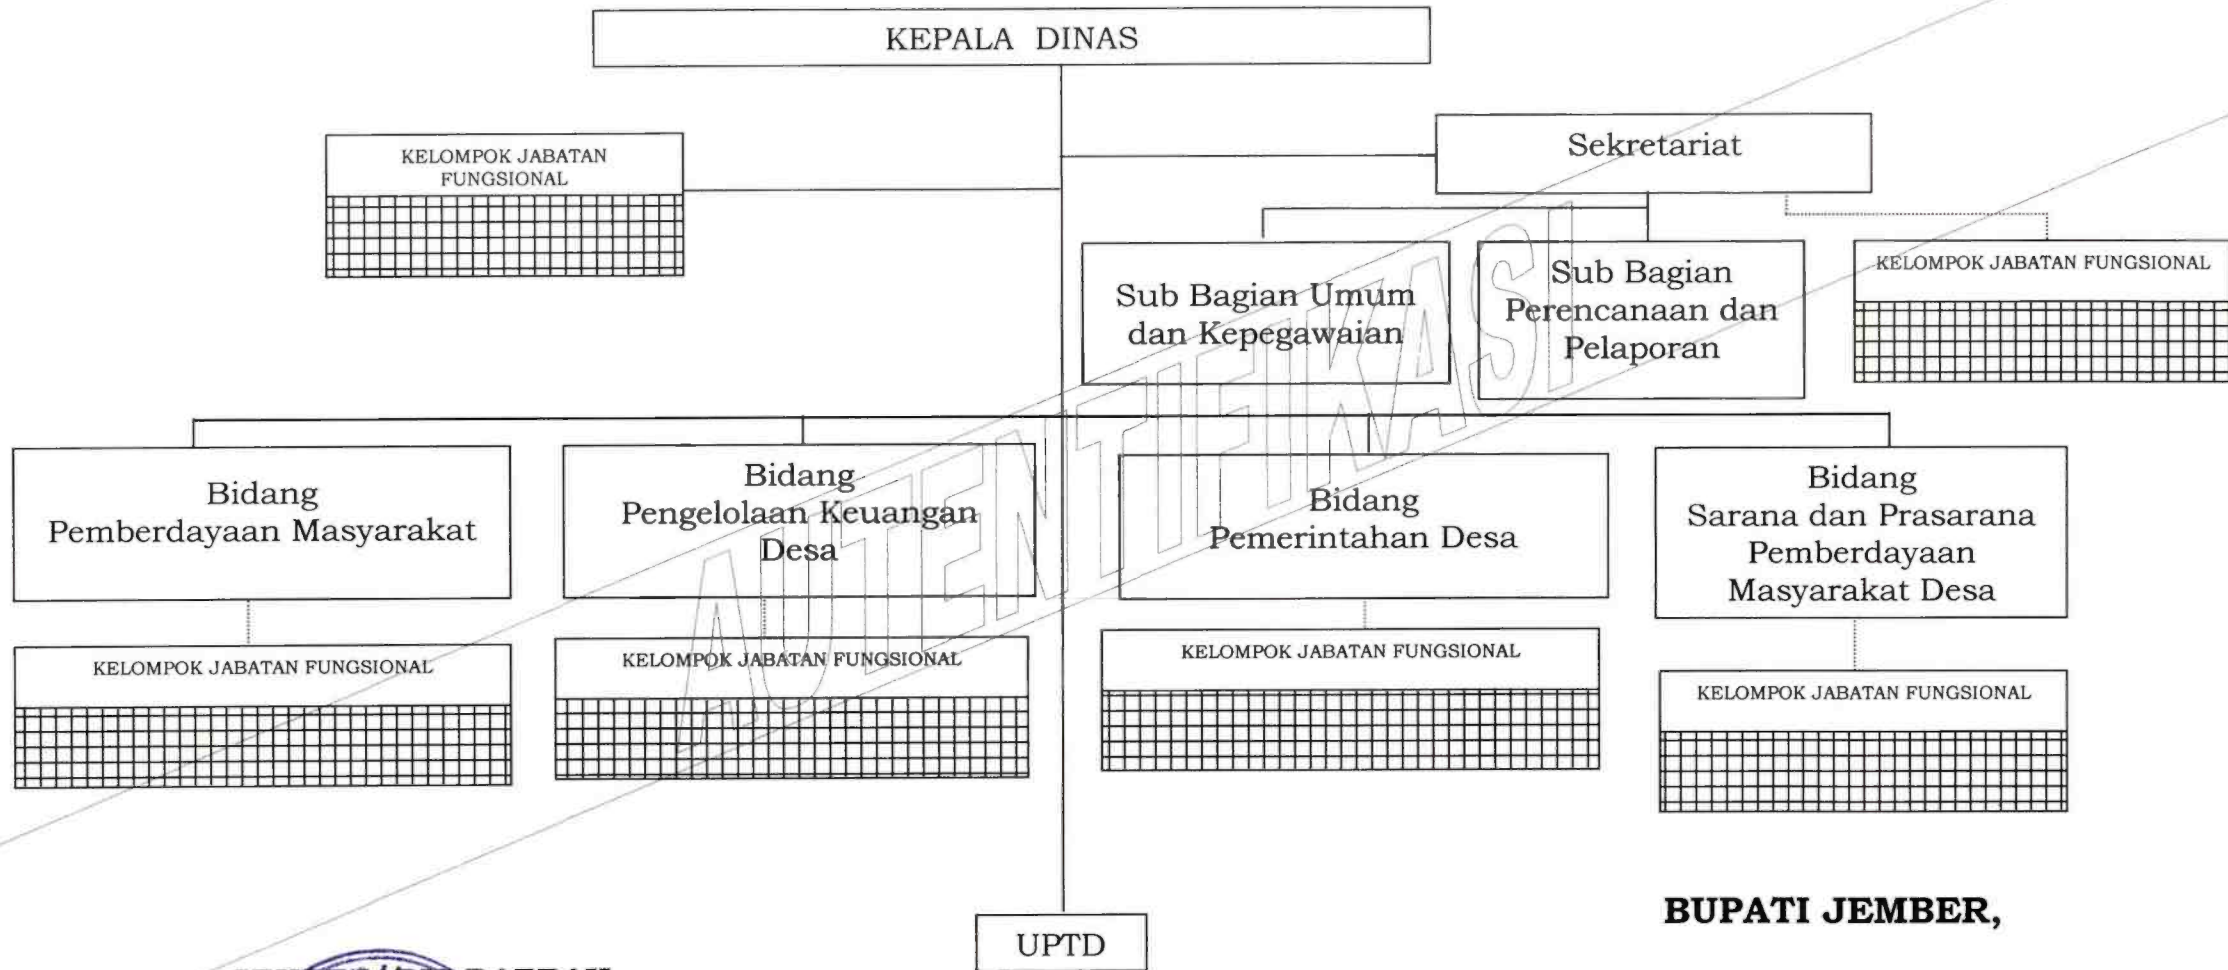 KEPALA DINAS
KELOMPOK JABATAN
FUNGSIONAL
Sekretariat
Sub Bagian Umum
dan Kepegawaian
Sub Bagian
Perencanaan dan
Pelaporan
KELOMPOK JABATAN FUNGSIONAL
Bidang
Pemberdayaan Masyarakat
Bidang
Pengelolaan Keuangan
Desa
Bidang
Pemerintahan Desa
Bidang
Sarana dan Prasarana
Pemberdayaan
Masyarakat Desa
KELOMPOK JABATAN FUNGSIONAL
KELOMPOK JABATAN FUNGSIONAL
KELOMPOK JABATAN FUNGSIONAL
KELOMPOK JABATAN FUNGSIONAL
AUTENTIFIKASI
BUPATI JEMBER,
UPTD